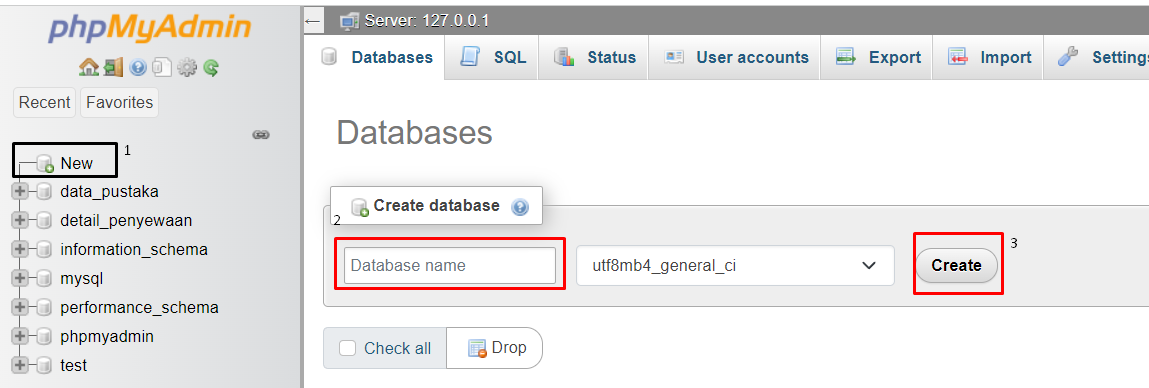 phpMyAdmin
Recent Favorites
New 1
data_pustaka
detail_penyewaan
information_schema
mysql
performance_schema
phpmyadmin
test
← Server: 127.0.0.1
Databases SQL Status User accounts Export Import Settings
Databases
Create database
2
Database name utf8mb4_general_ci Create 3
Check all Drop